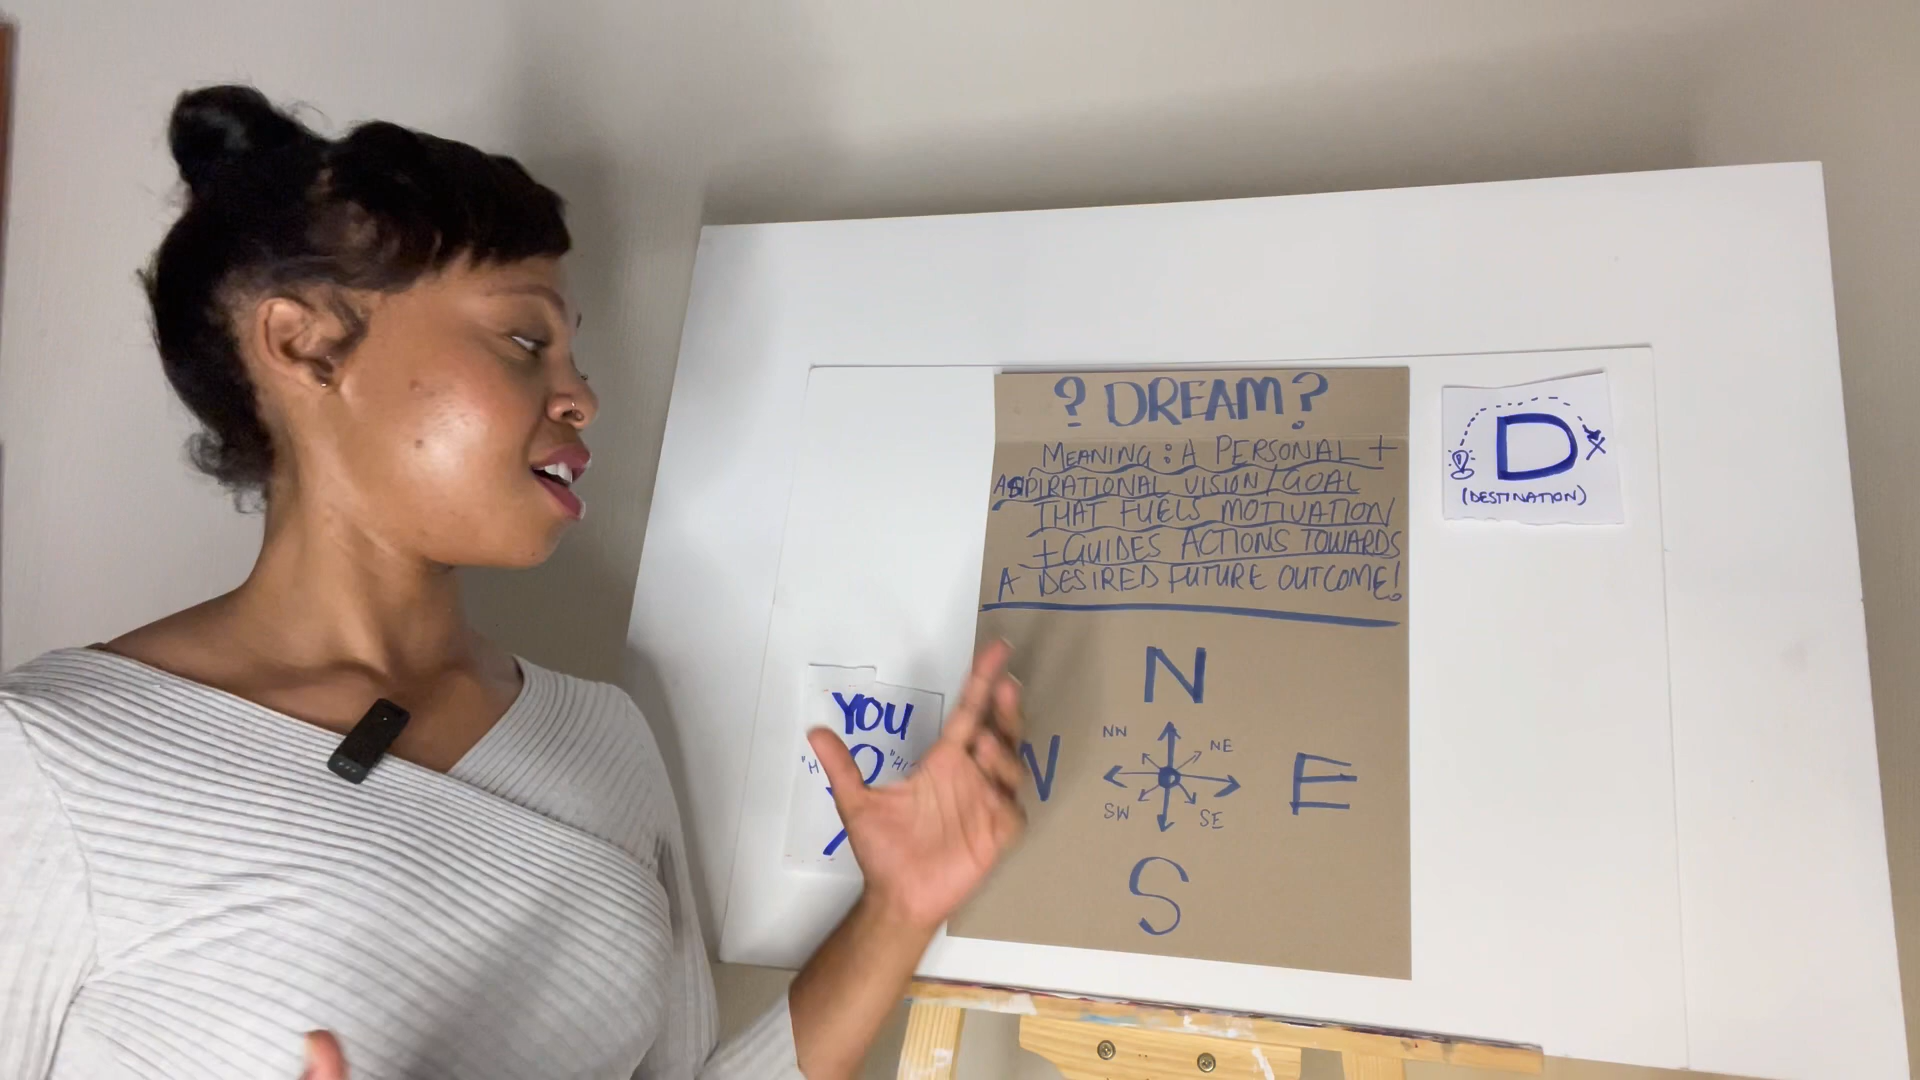 ? DREAM?
MEANING : A PERSONAL +
ASPIRATIONAL VISION/GOAL
THAT FUELS MOTIVATION
+ GUIDES ACTIONS TOWARDS
A DESIRED FUTURE OUTCOME!
N
NN NE
W E
SW SE
S
YOU
"H "HI
D
(DESTINATION)